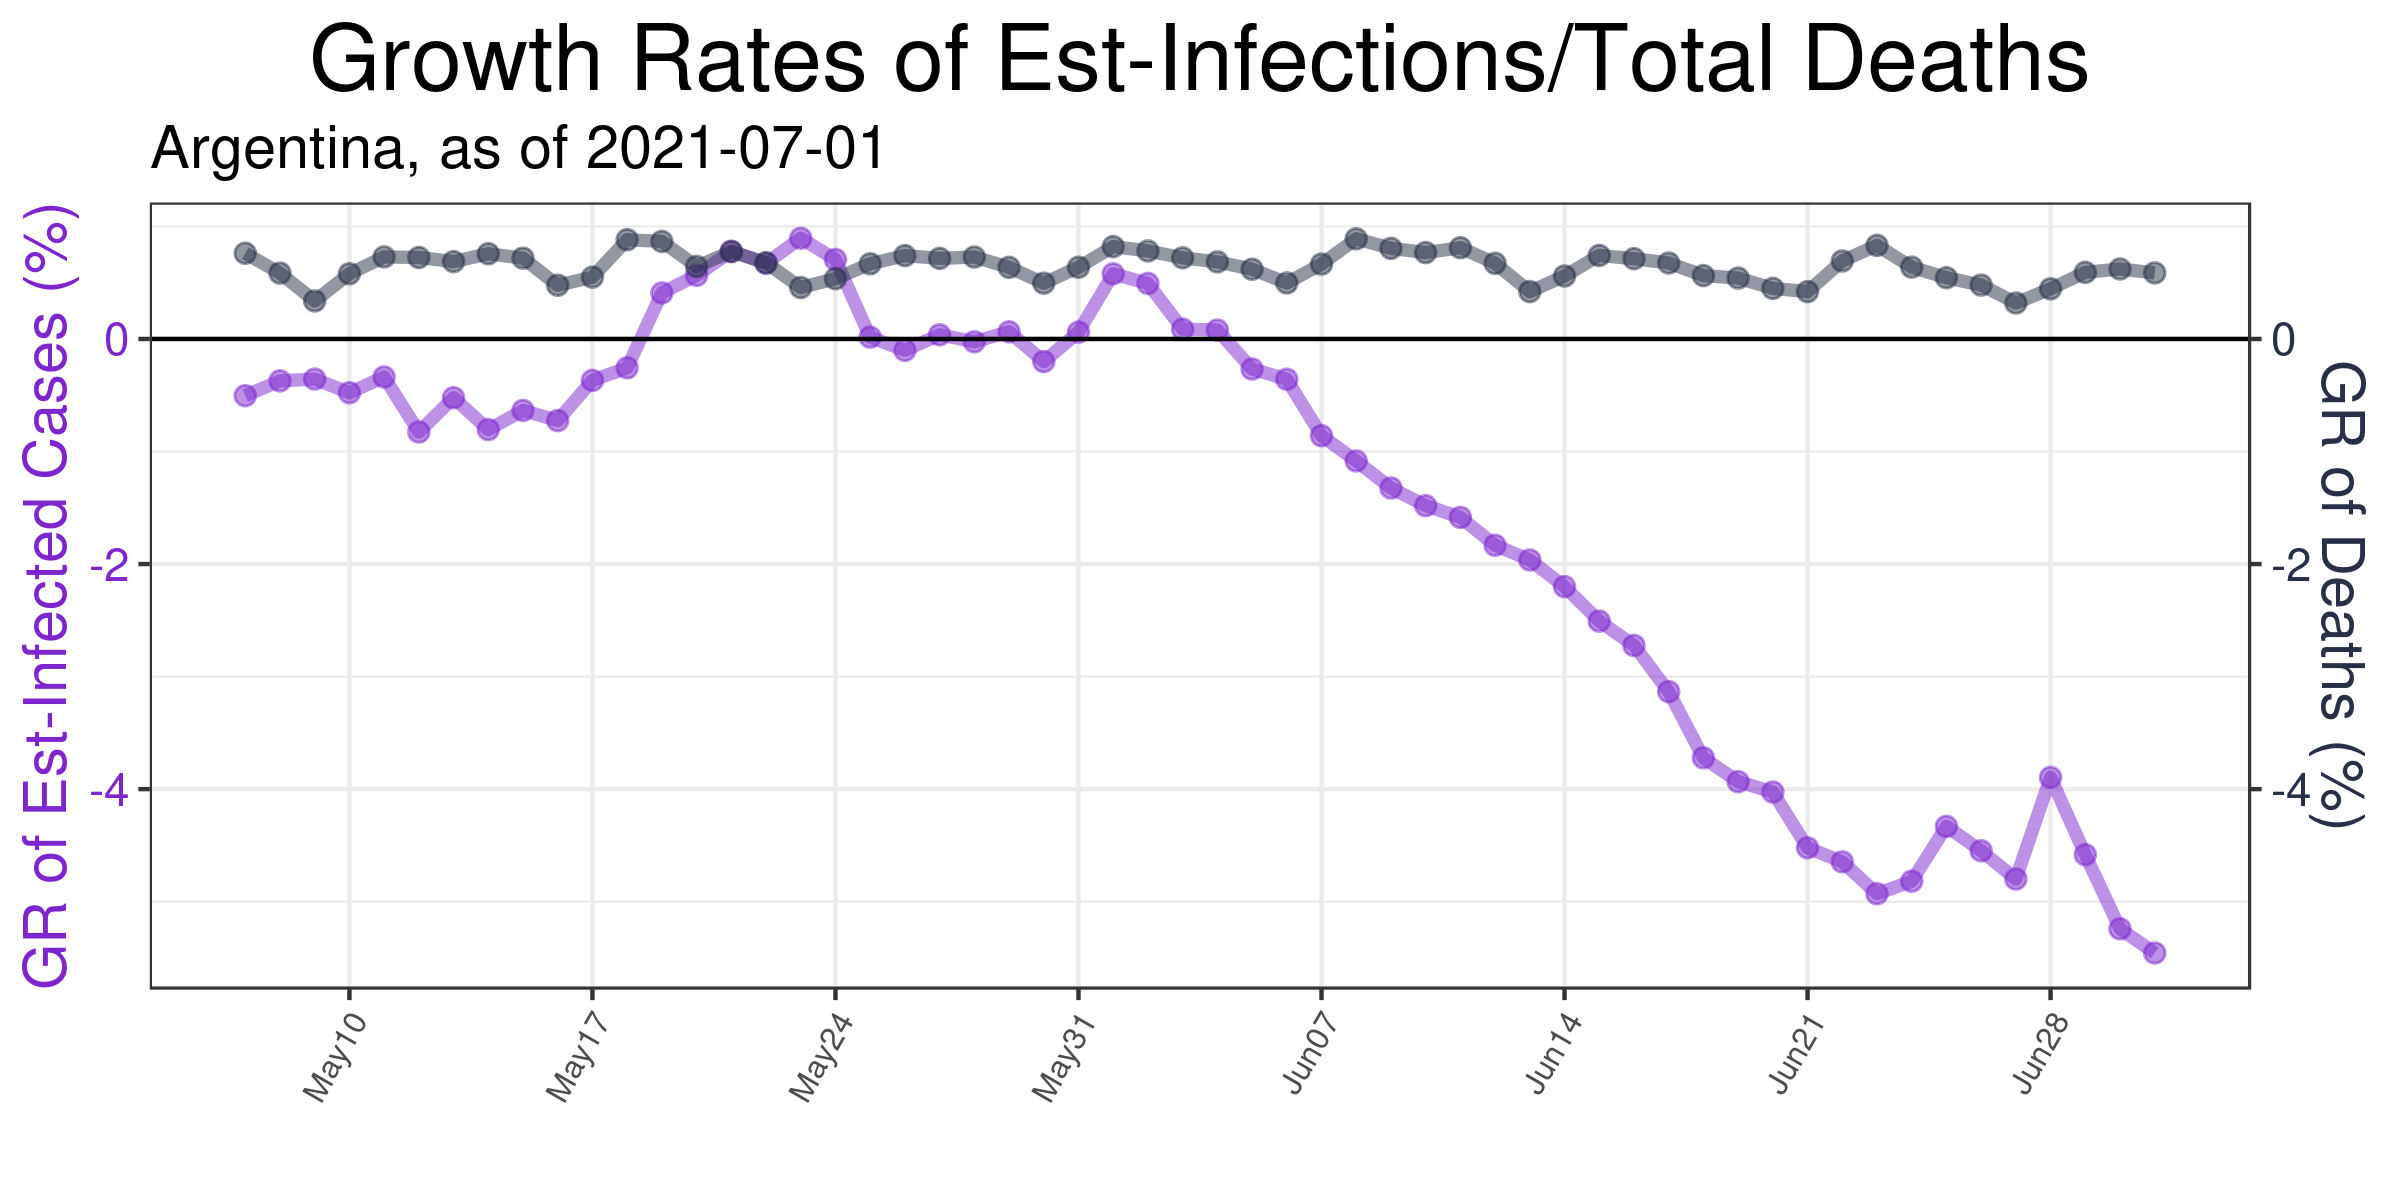 Growth Rates of Est-Infections/Total Deaths
Argentina, as of 2021-07-01
GR of Est-Infected Cases (%)
0
-2
-4
0
-2
-4
GR of Deaths (%)
May10
May17
May24
May31
Jun07
Jun14
Jun21
Jun28